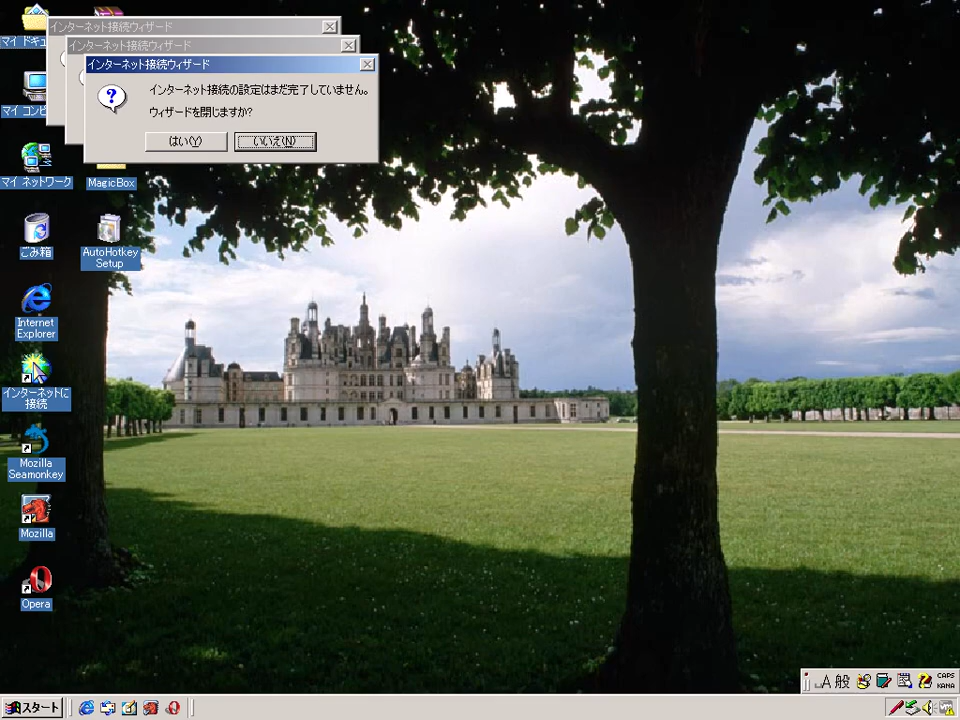 インターネット接続ウィザード
インターネット接続ウィザード
インターネット接続ウィザード
インターネット接続の設定はまだ完了していません。
ウィザードを閉じますか?
はい(Y)
いいえ(N)
マイ ドキュ
マイ コンピ
マイ ネットワーク
MagicBox
ごみ箱
AutoHotkey
Setup
Internet
Explorer
インターネットに
接続
Mozilla
Seamonkey
Mozilla
Opera
A 般
CAPS
KANA
スタート